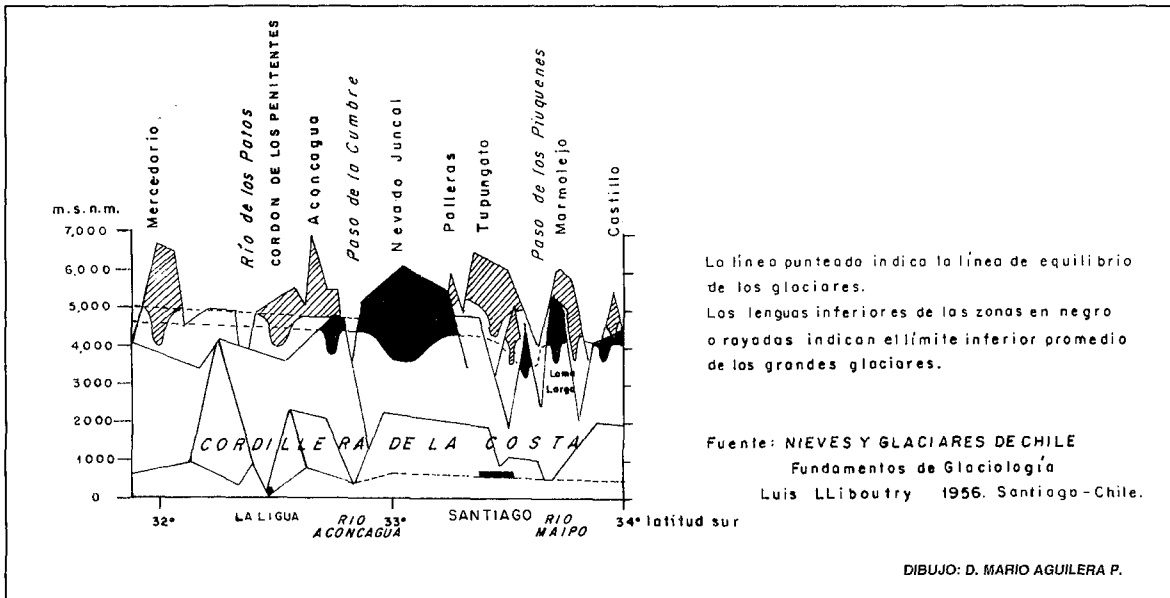 Mercedario
Río de los Patos
CORDON DE LOS PENITENTES
Aconcagua
Paso de la Cumbre
Nevado Juncal
Polleras
Tupungato
Paso de los Piuquenes
Marmolejo
Castillo
m.s.n.m.
7,000
6,000
5,000
4,000
3000
2000
1000
0
Loma
Larga
CORDILLERA DE LA COSTA
32°
LA LIGUA
RIO
ACONCAGUA
33°
SANTIAGO
RIO
MAIPO
34° latitud sur
La línea punteada indica la línea de equilibrio
de los glaciares.
Las lenguas inferiores de las zonas en negro
o rayadas indican el límite inferior promedio
de los grandes glaciares.
Fuente: NIEVES Y GLACIARES DE CHILE
Fundamentos de Glaciología
Luis LLiboutry 1956. Santiago-Chile.
DIBUJO: D. MARIO AGUILERA P.